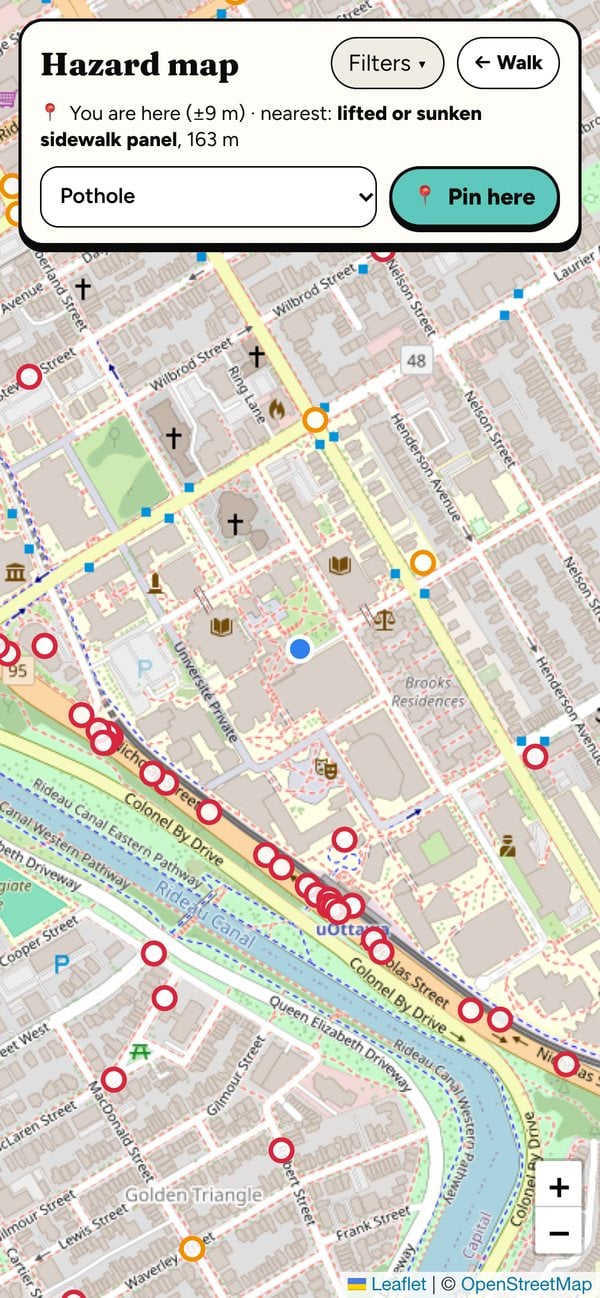 Hazard map
Filters ▾
← Walk
You are here (±9 m) · nearest: lifted or sunken
sidewalk panel, 163 m
Pothole
Pin here
Wilbrod Street
Nelson Street
Laurier
Avenue
Street
48
Wilbrod Street
Ring Lane
Henderson Avenue
Nelson Street
Nelson
95
P
Université Private
Brooks
Residences
Henderson Avenue
Colonel By Drive
Rideau Canal Eastern Pathway
Canal Western Pathway
Rideau Canal
uOttawa
Cooper Street
P
Colonel By Drive
Queen Elizabeth Driveway
Rideau Canal Western Pathway
MacDonald Street
Gilmour Street
Colonel By Drive
Golden Triangle
Lewis Street
Frank Street
Waverley
Capital
+
−
Leaflet | © OpenStreetMap